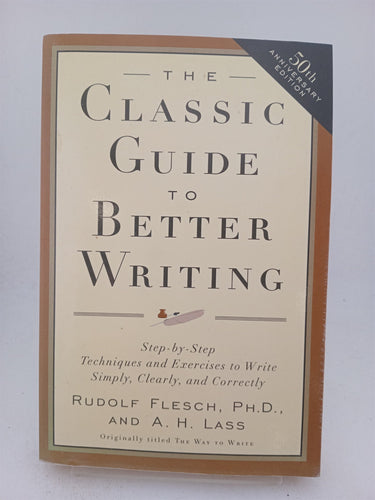 50th
ANNIVERSARY
EDITION
THE
CLASSIC
GUIDE
TO
BETTER
WRITING
Step-by-Step
Techniques and Exercises to Write
Simply, Clearly, and Correctly
RUDOLF FLESCH, PH.D.,
AND A. H. LASS
Originally titled THE WAY TO WRITE